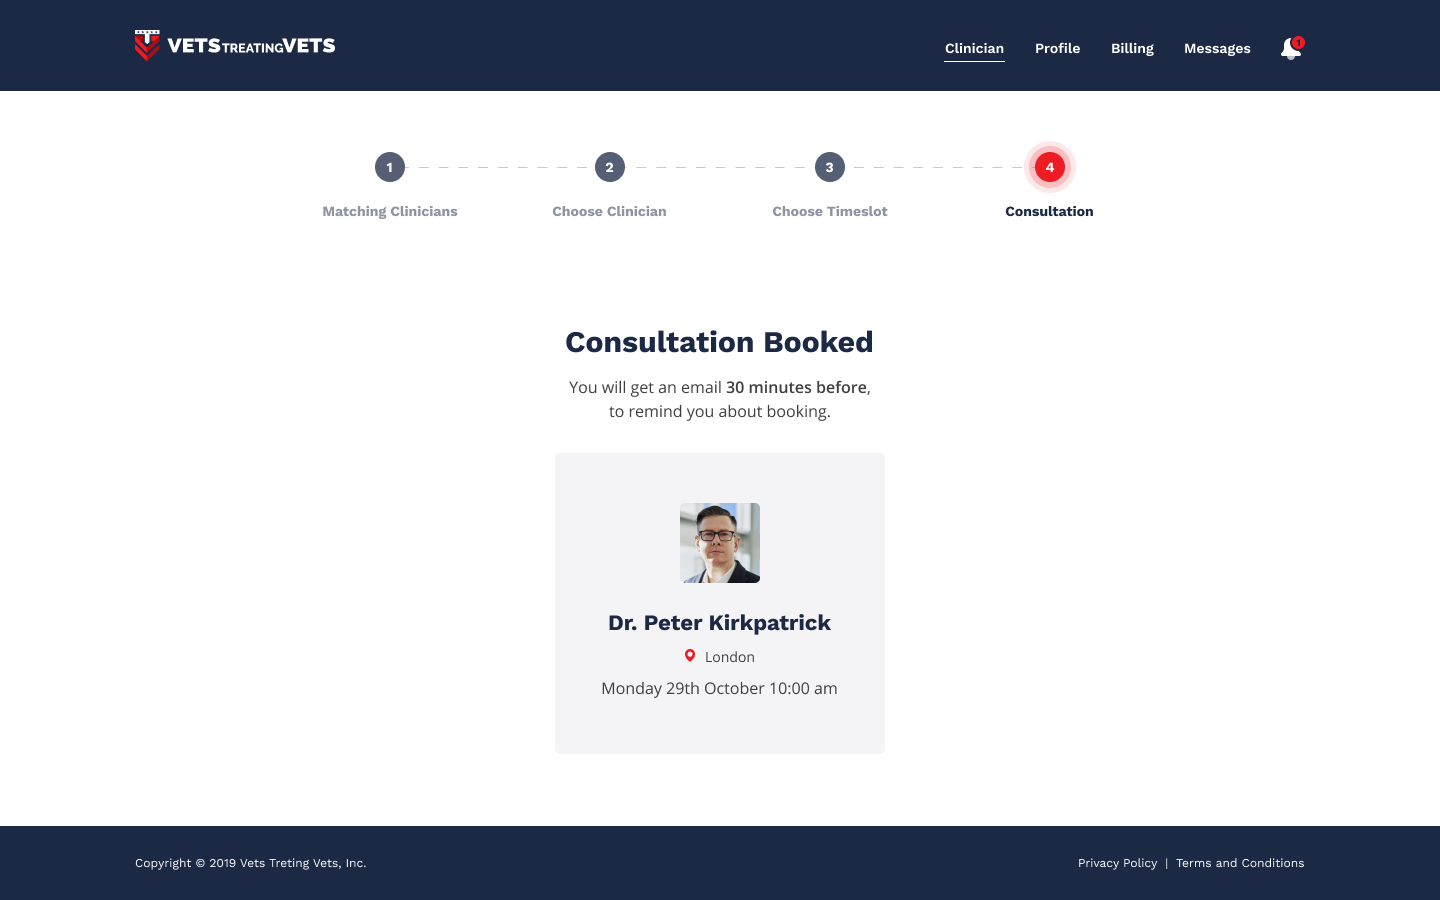 VETSTREATINGVETS
Clinician Profile Billing Messages 1
1 2 3 4
Matching Clinicians Choose Clinician Choose Timeslot Consultation
Consultation Booked
You will get an email 30 minutes before,
to remind you about booking.
Dr. Peter Kirkpatrick
London
Monday 29th October 10:00 am
Copyright © 2019 Vets Treting Vets, Inc. Privacy Policy | Terms and Conditions